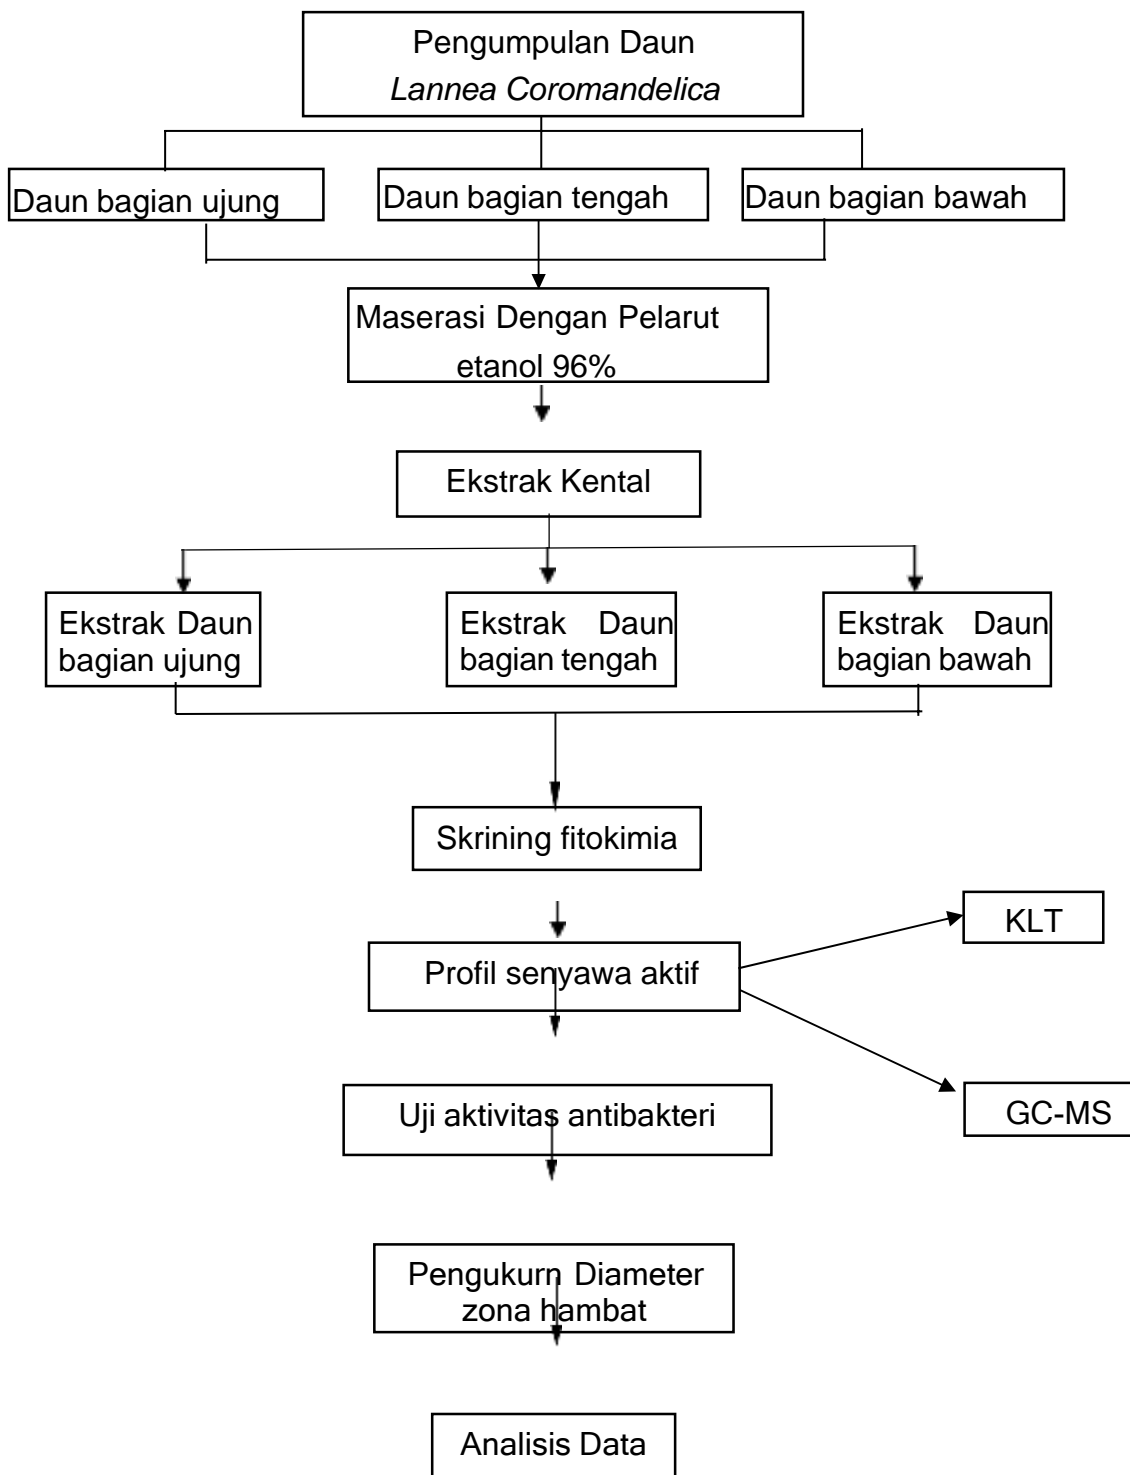 Pengumpulan Daun
Lannea Coromandelica
Daun bagian ujung
Daun bagian tengah
Daun bagian bawah
Maserasi Dengan Pelarut
etanol 96%
Ekstrak Kental
Ekstrak Daun
bagian ujung
Ekstrak Daun
bagian tengah
Ekstrak Daun
bagian bawah
Skrining fitokimia
KLT
Profil senyawa aktif
GC-MS
Uji aktivitas antibakteri
Pengukurn Diameter
zona hambat
Analisis Data